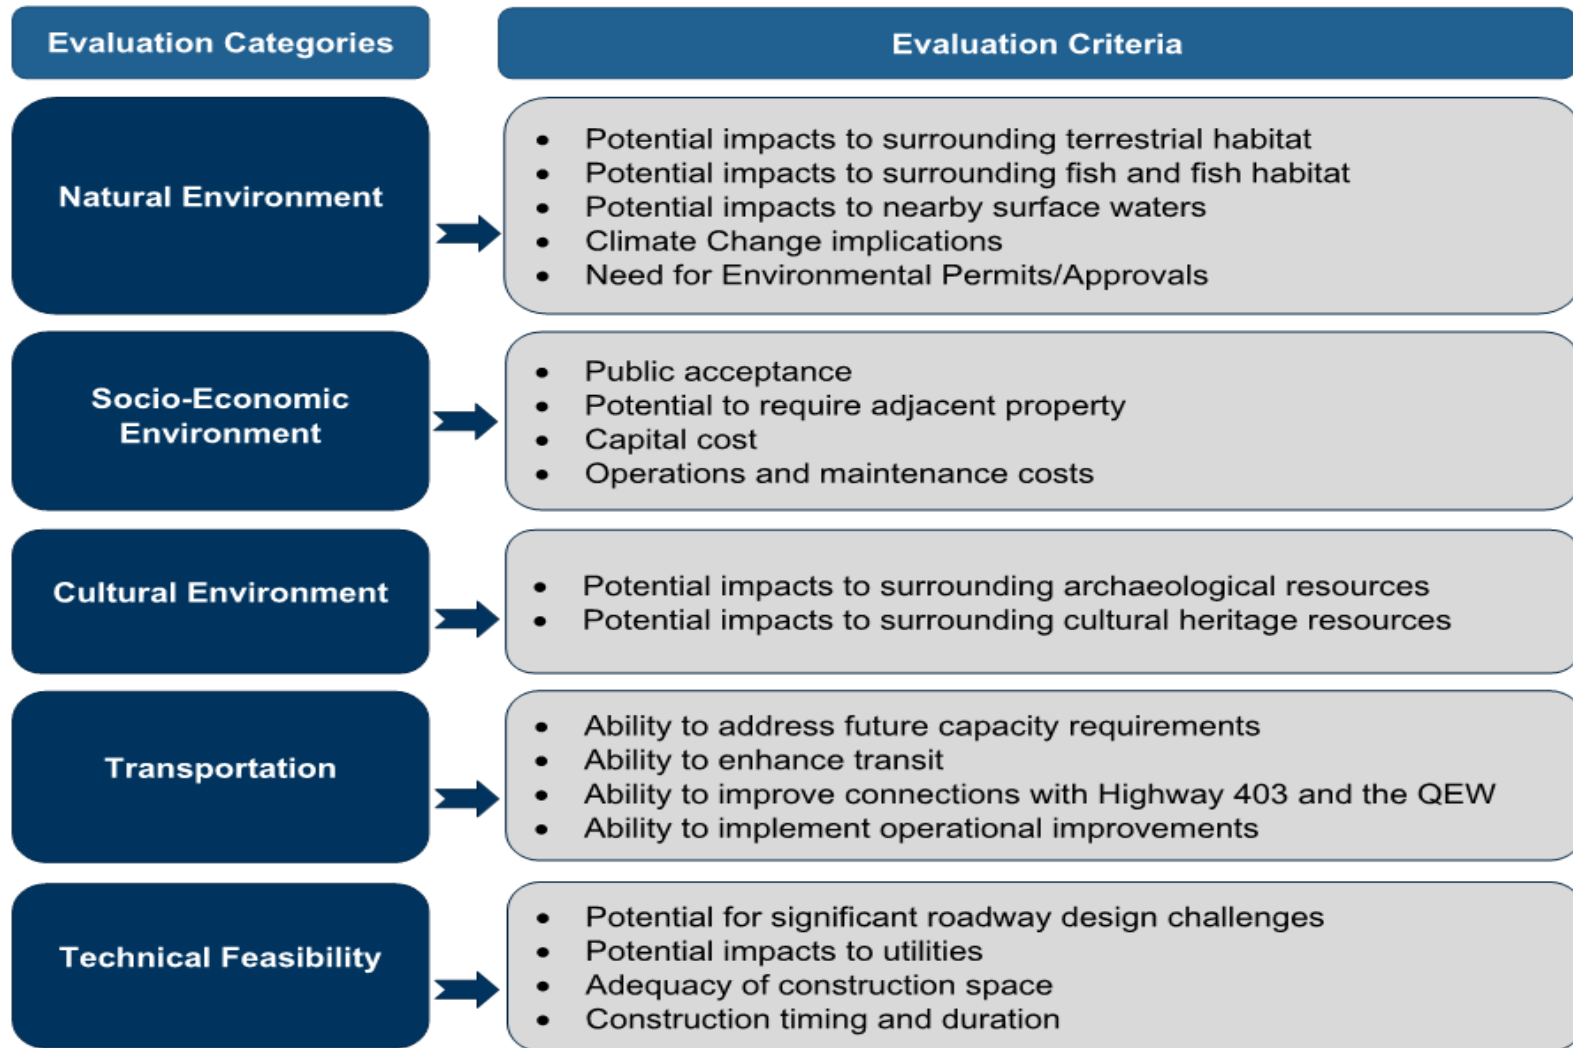 Evaluation Categories
Evaluation Criteria
Natural Environment
• Potential impacts to surrounding terrestrial habitat
• Potential impacts to surrounding fish and fish habitat
• Potential impacts to nearby surface waters
• Climate Change implications
• Need for Environmental Permits/Approvals
Socio-Economic
Environment
• Public acceptance
• Potential to require adjacent property
• Capital cost
• Operations and maintenance costs
Cultural Environment
• Potential impacts to surrounding archaeological resources
• Potential impacts to surrounding cultural heritage resources
Transportation
• Ability to address future capacity requirements
• Ability to enhance transit
• Ability to improve connections with Highway 403 and the QEW
• Ability to implement operational improvements
Technical Feasibility
• Potential for significant roadway design challenges
• Potential impacts to utilities
• Adequacy of construction space
• Construction timing and duration